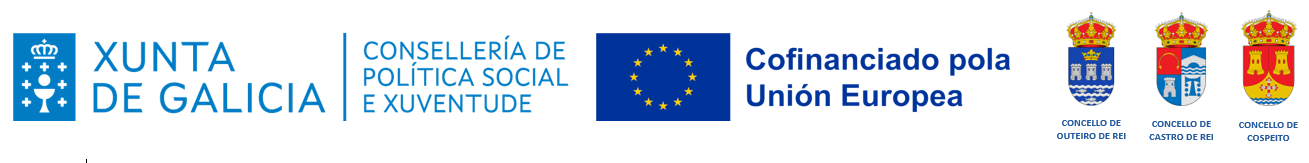 XUNTA
DE GALICIA
CONSELLERÍA DE
POLÍTICA SOCIAL
E XUVENTUDE
Cofinanciado pola
Unión Europea
CONCELLO DE
OUTEIRO DE REI
CONCELLO DE
CASTRO DE REI
CONCELLO DE
COSPEITO